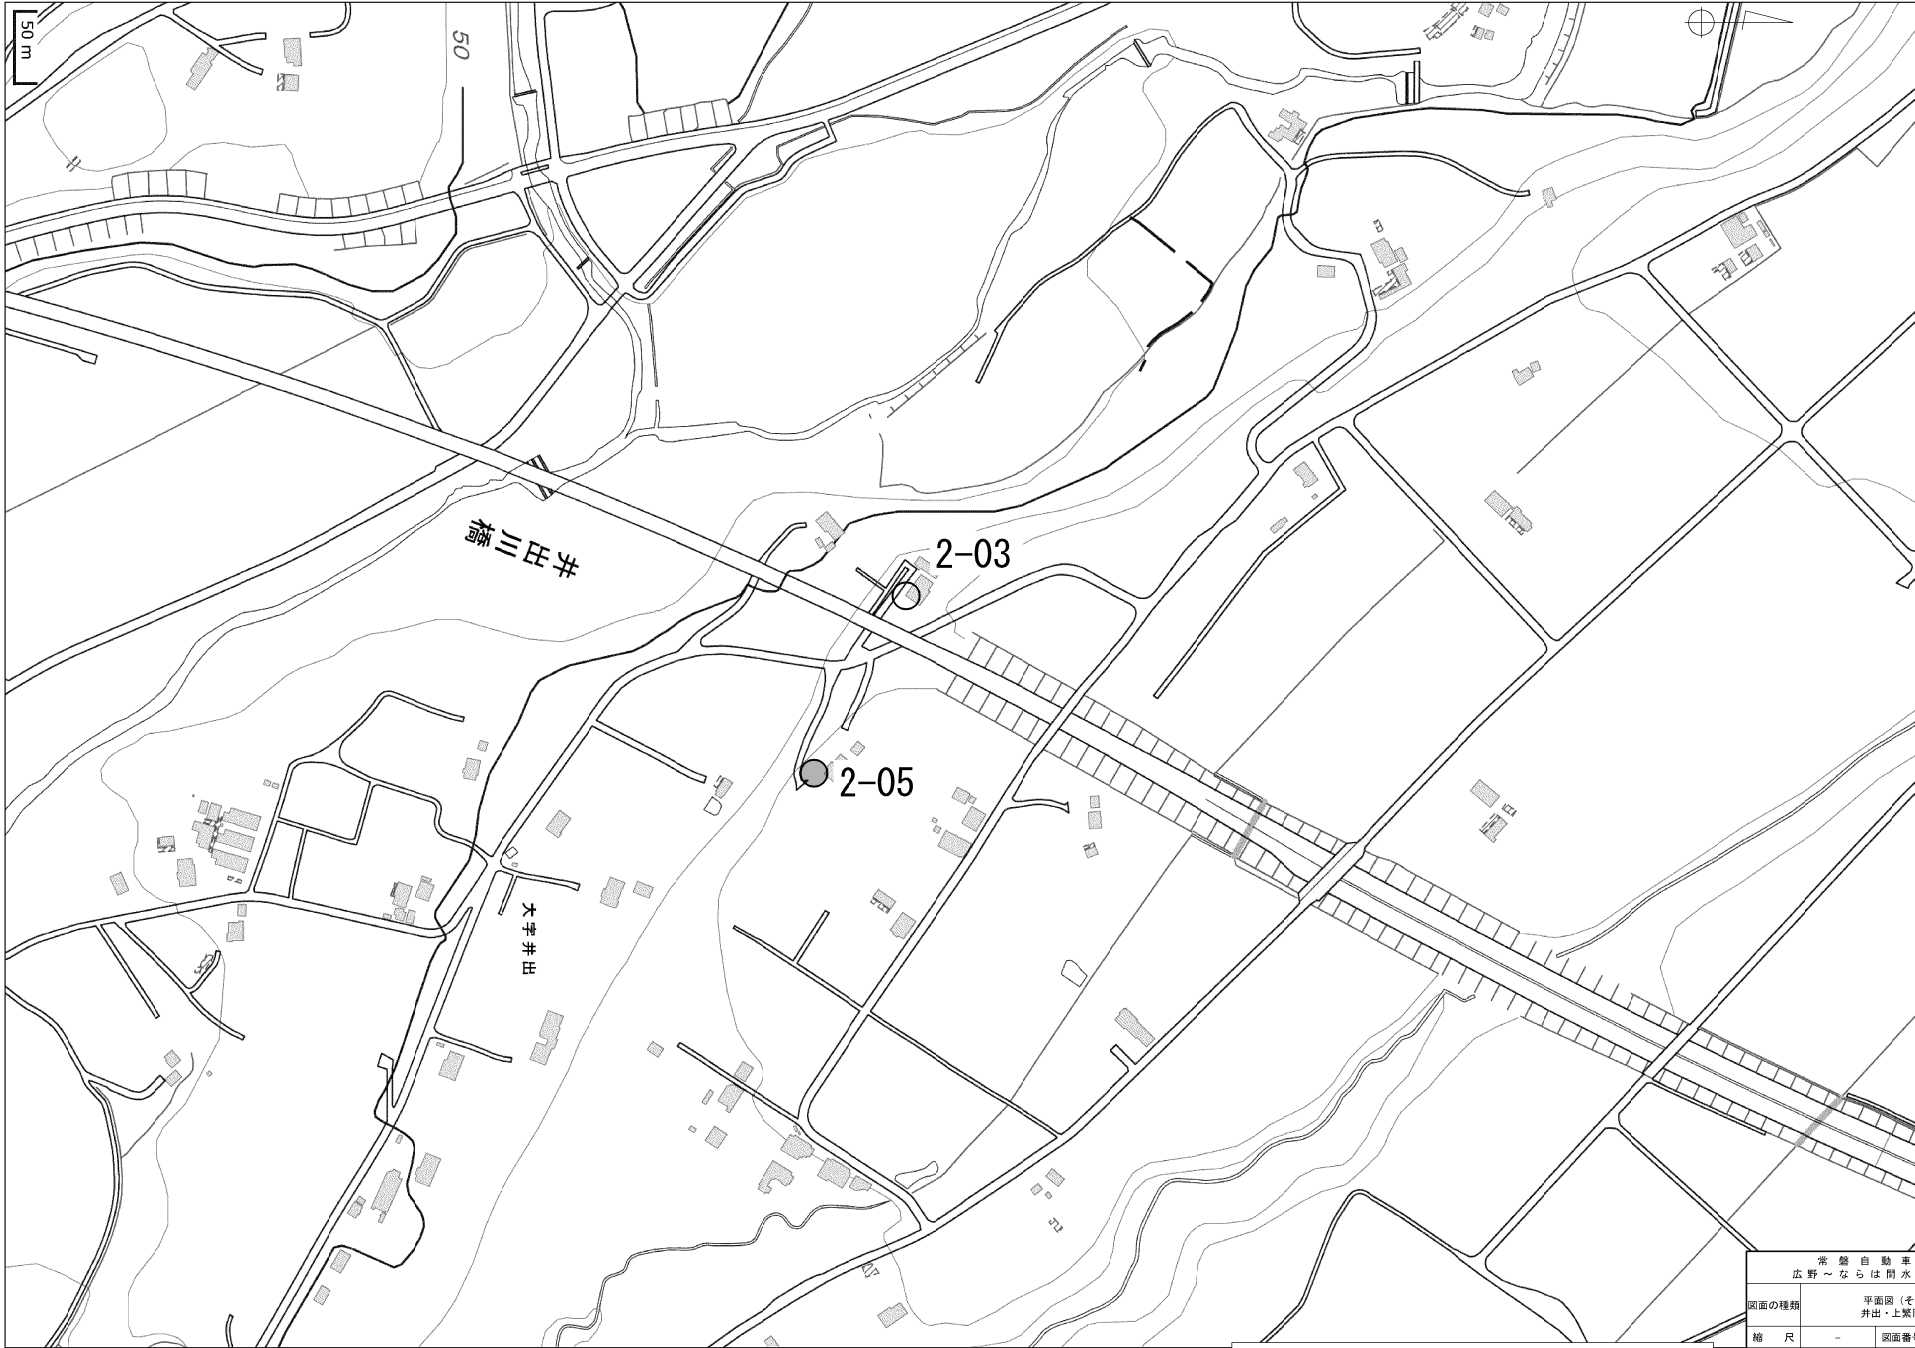 50 m
50
井出川橋
2-03
2-05
大字井出
常磐自動車
広野～ならは間水
図面の種類
平面図（そ
井出・上繁
縮 尺
-
図面番号